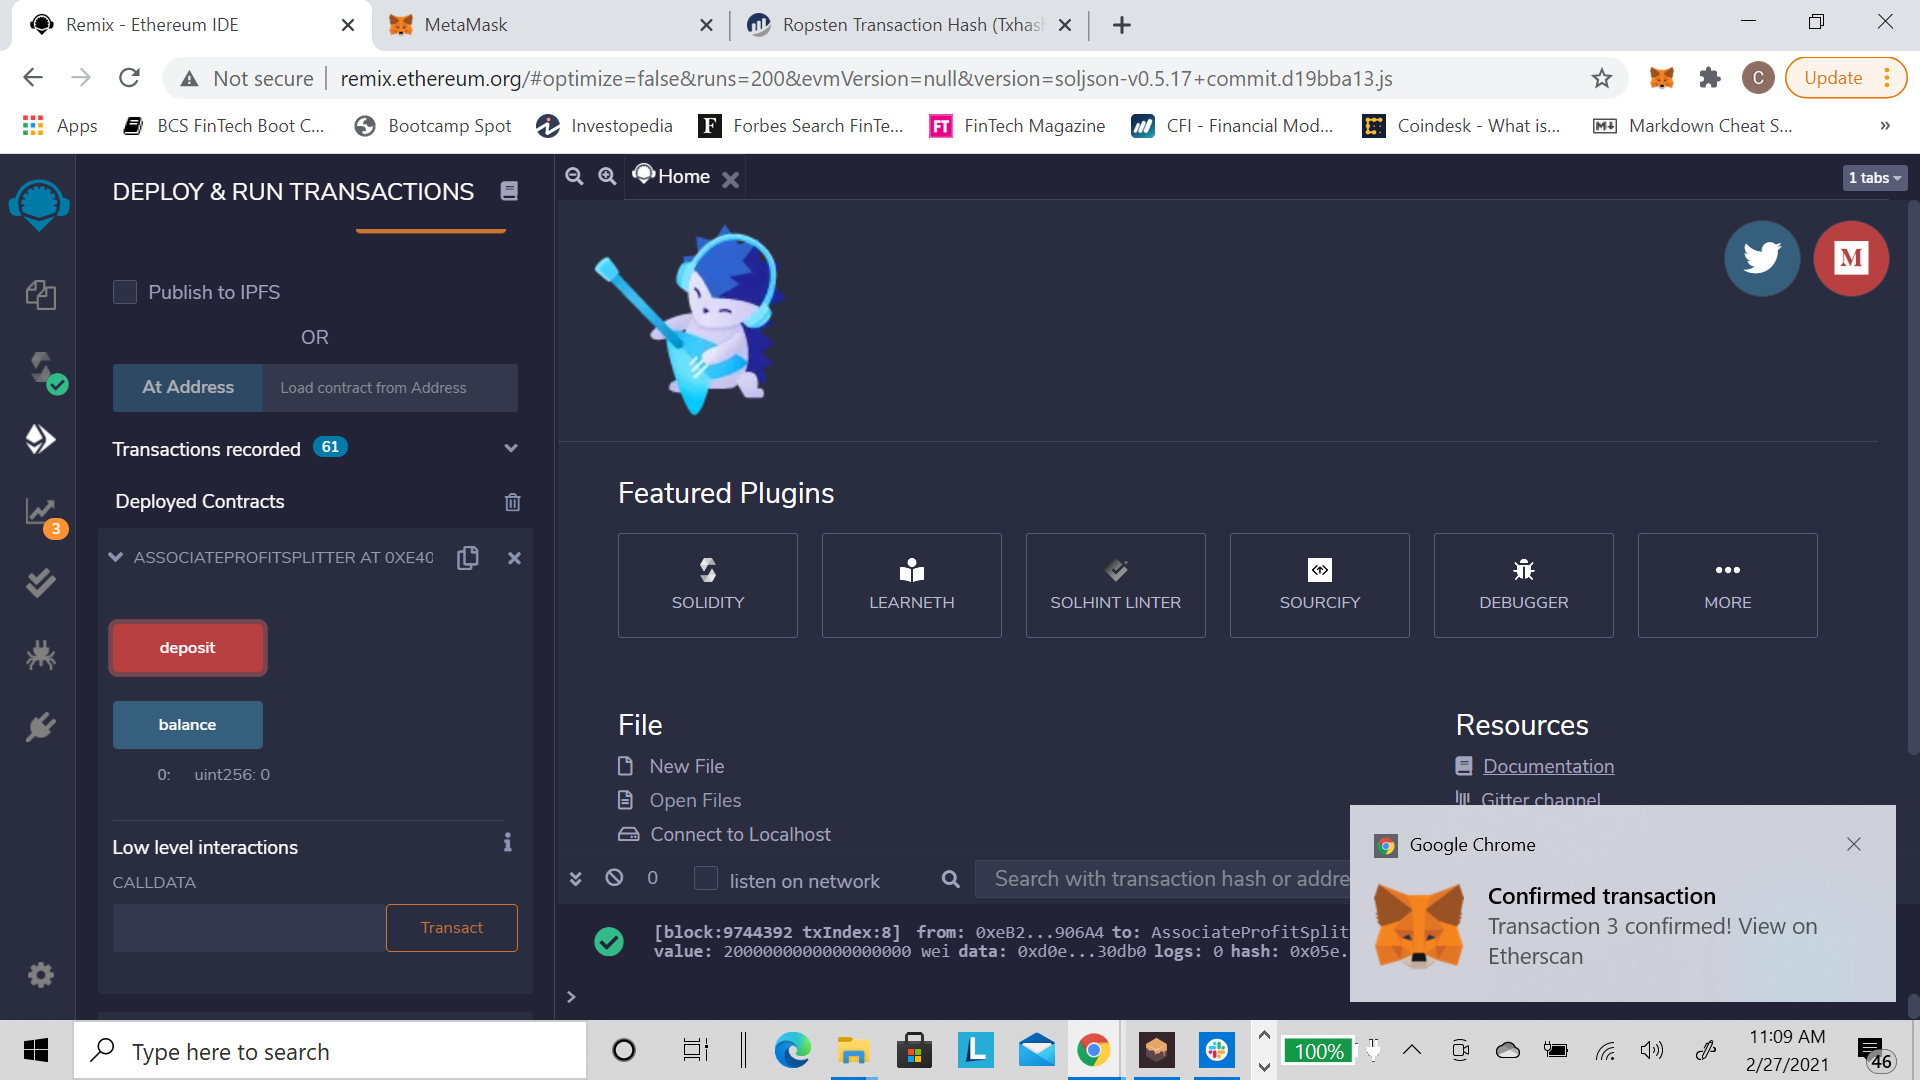 Remix - Ethereum IDE
MetaMask
Ropsten Transaction Hash (Txhas
Not secure
remix.ethereum.org/#optimize=false&runs=200&evmVersion=null&version=soljson-v0.5.17+commit.d19bba13.js
C
Update
Apps
BCS FinTech Boot C...
Bootcamp Spot
Investopedia
F
Forbes Search FinTe...
FT
FinTech Magazine
CFI - Financial Mod...
Coindesk - What is...
Markdown Cheat S...
»
DEPLOY & RUN TRANSACTIONS
Home
1 tabs
Publish to IPFS
OR
At Address
Load contract from Address
Transactions recorded 61
Deployed Contracts
3
ASSOCIATEPROFITSPLITTER AT 0XE40
deposit
balance
0: uint256: 0
Low level interactions
i
CALLDATA
Transact
M
Featured Plugins
SOLIDITY
LEARNETH
SOLHINT LINTER
SOURCIFY
DEBUGGER
MORE
File
New File
Open Files
Connect to Localhost
Resources
Documentation
Gitter channel
0
listen on network
Search with transaction hash or addre
[block:9744392 txIndex:8] from: 0xeB2...906A4 to: AssociateProfitSplit
value: 2000000000000000000 wei data: 0xd0e...30db0 logs: 0 hash: 0x05e.
>
Google Chrome
Confirmed transaction
Transaction 3 confirmed! View on
Etherscan
Type here to search
L
100%
11:09 AM
2/27/2021
46